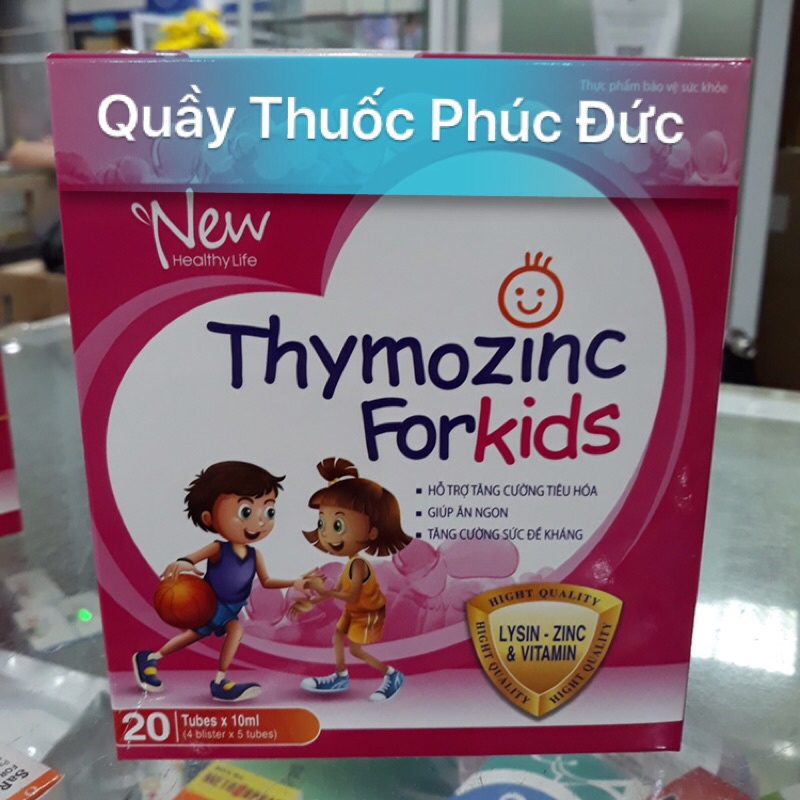 Thực phẩm bảo vệ sức khỏe
Quầy Thuốc Phúc Đức
New
Healthy Life
Thymozinc
Forkids
▪ HỖ TRỢ TĂNG CƯỜNG TIÊU HÓA
▪ GIÚP ĂN NGON
▪ TĂNG CƯỜNG SỨC ĐỀ KHÁNG
HIGHT QUALITY
HIGHT QUALITY
LYSIN - ZINC
& VITAMIN
HIGHT QUALITY
20 Tubes x 10ml
(4 blister x 5 tubes)